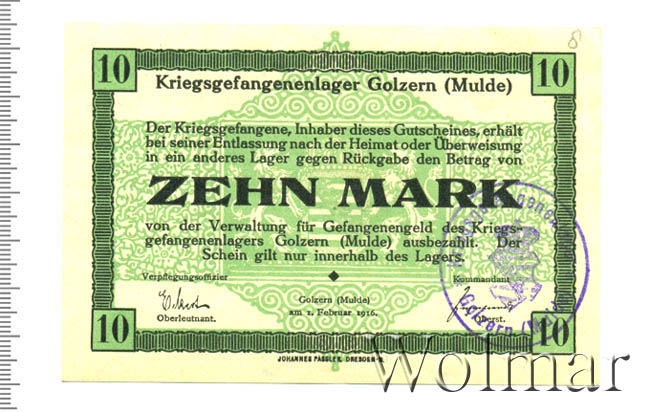 10 10
Kriegsgefangenenlager Golzern (Mulde)
Der Kriegsgefangene, Inhaber dieses Gutscheines, erhält
bei seiner Entlassung nach der Heimat oder Überweisung
in ein anderes Lager gegen Rückgabe den Betrag von
ZEHN MARK
von der Verwaltung für Gefangenengeld des Kriegs-
gefangenenlagers Golzern (Mulde) ausbezahlt. Der
Schein gilt nur innerhalb des Lagers.
Verpflegungsoffizier Kommandant
Golzern (Mulde)
am 1. Februar 1916.
Oberleutnant. Oberst.
10 10
JOHANNES PÄSSLER, DRESDEN-N.
Golzern (Mulde)
Wolmar